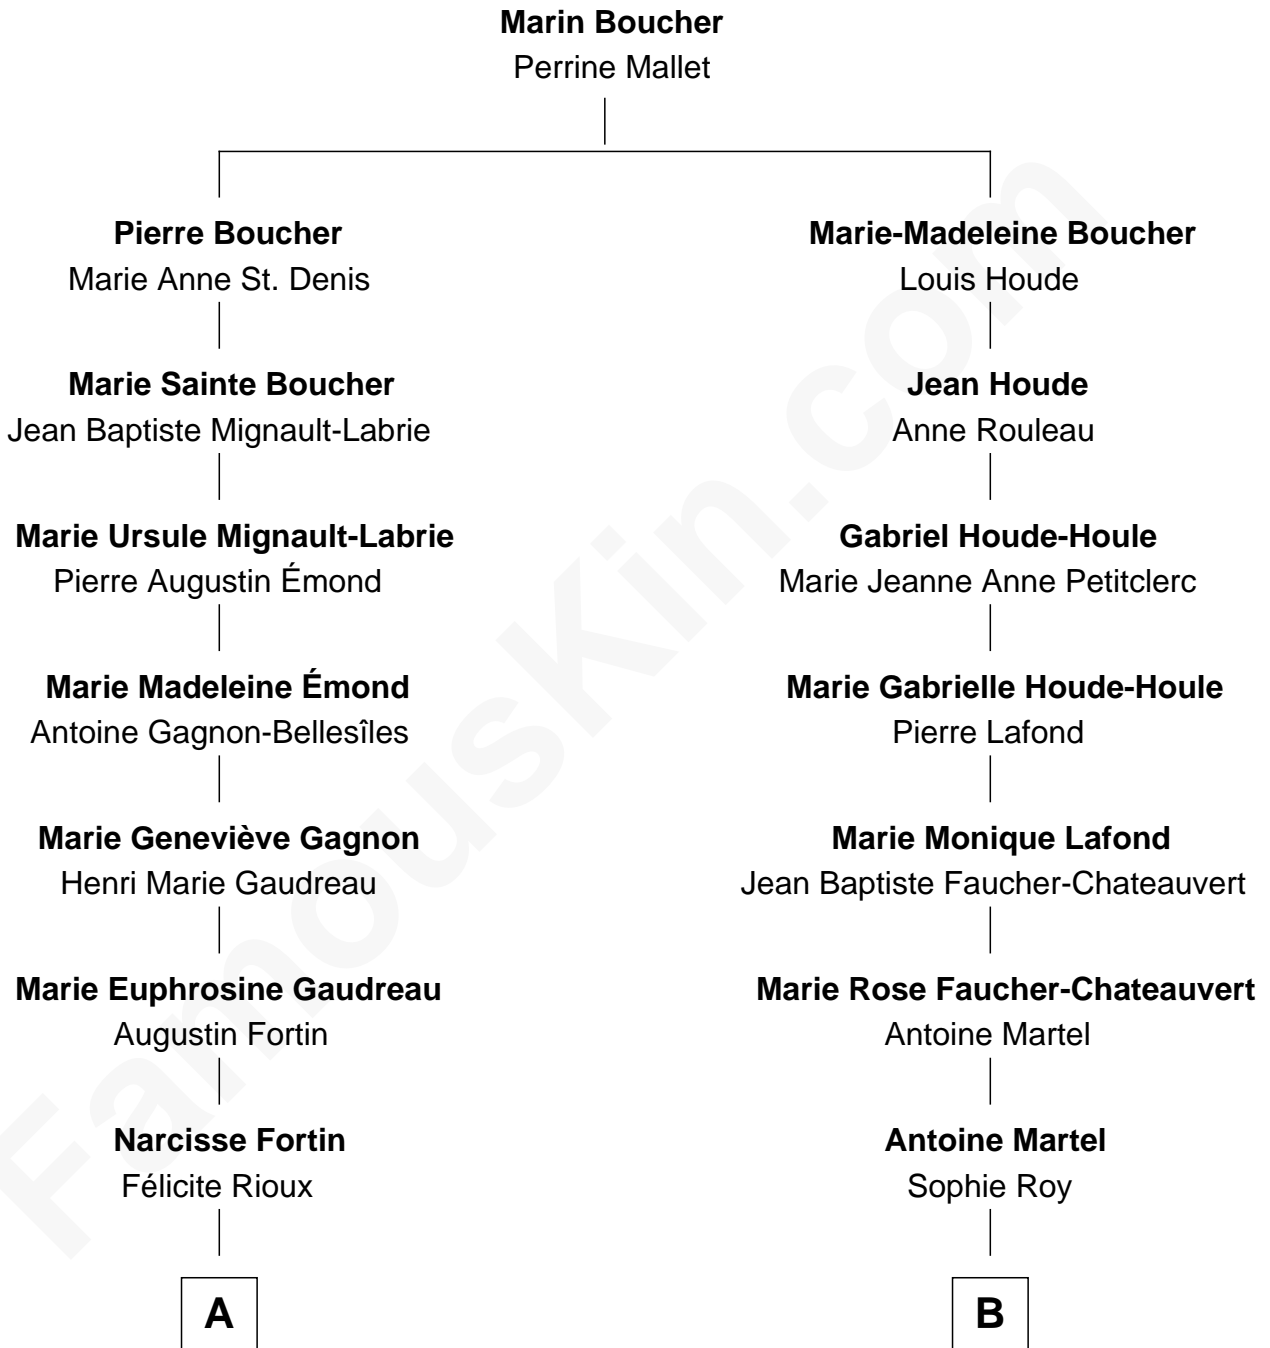 Marin Boucher
Perrine Mallet
Pierre Boucher
Marie Anne St. Denis
Marie-Madeleine Boucher
Louis Houde
Marie Sainte Boucher
Jean Baptiste Mignault-Labrie
Jean Houde
Anne Rouleau
Marie Ursule Mignault-Labrie
Pierre Augustin Émond
Gabriel Houde-Houle
Marie Jeanne Anne Petitclerc
Marie Madeleine Émond
Antoine Gagnon-Bellesîles
Marie Gabrielle Houde-Houle
Pierre Lafond
Marie Geneviève Gagnon
Henri Marie Gaudreau
Marie Monique Lafond
Jean Baptiste Faucher-Chateauvert
Marie Euphrosine Gaudreau
Augustin Fortin
Marie Rose Faucher-Chateauvert
Antoine Martel
Narcisse Fortin
Félicite Rioux
Antoine Martel
Sophie Roy
A
B
FamousKin.com